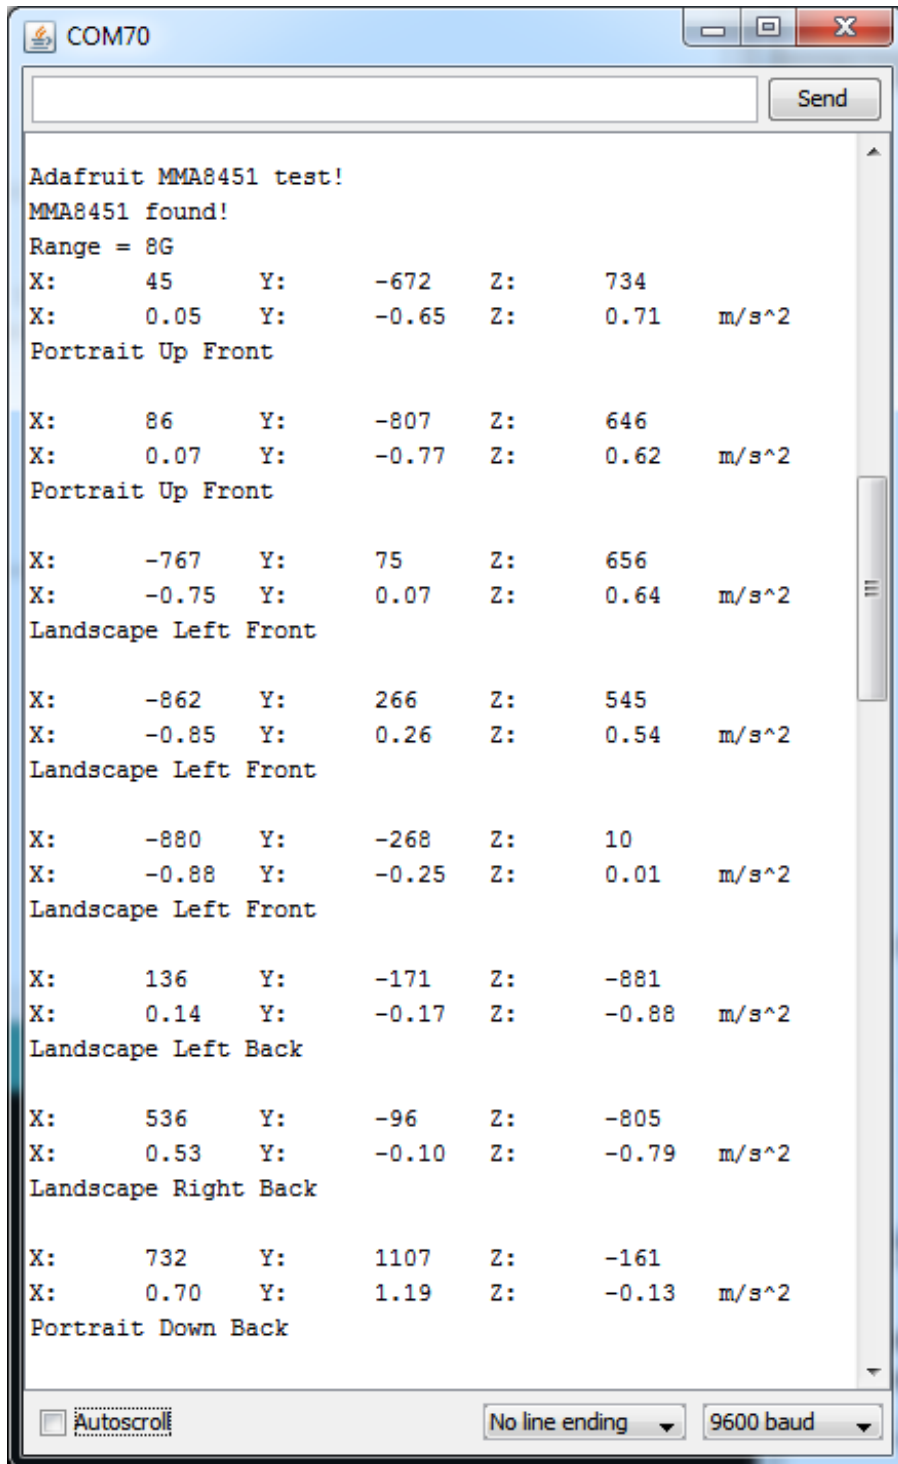 COM70
Send
Adafruit MMA8451 test!
MMA8451 found!
Range = 8G
X: 45 Y: -672 Z: 734
X: 0.05 Y: -0.65 Z: 0.71 m/s^2
Portrait Up Front
X: 86 Y: -807 Z: 646
X: 0.07 Y: -0.77 Z: 0.62 m/s^2
Portrait Up Front
X: -767 Y: 75 Z: 656
X: -0.75 Y: 0.07 Z: 0.64 m/s^2
Landscape Left Front
X: -862 Y: 266 Z: 545
X: -0.85 Y: 0.26 Z: 0.54 m/s^2
Landscape Left Front
X: -880 Y: -268 Z: 10
X: -0.88 Y: -0.25 Z: 0.01 m/s^2
Landscape Left Front
X: 136 Y: -171 Z: -881
X: 0.14 Y: -0.17 Z: -0.88 m/s^2
Landscape Left Back
X: 536 Y: -96 Z: -805
X: 0.53 Y: -0.10 Z: -0.79 m/s^2
Landscape Right Back
X: 732 Y: 1107 Z: -161
X: 0.70 Y: 1.19 Z: -0.13 m/s^2
Portrait Down Back
Autoscroll No line ending 9600 baud